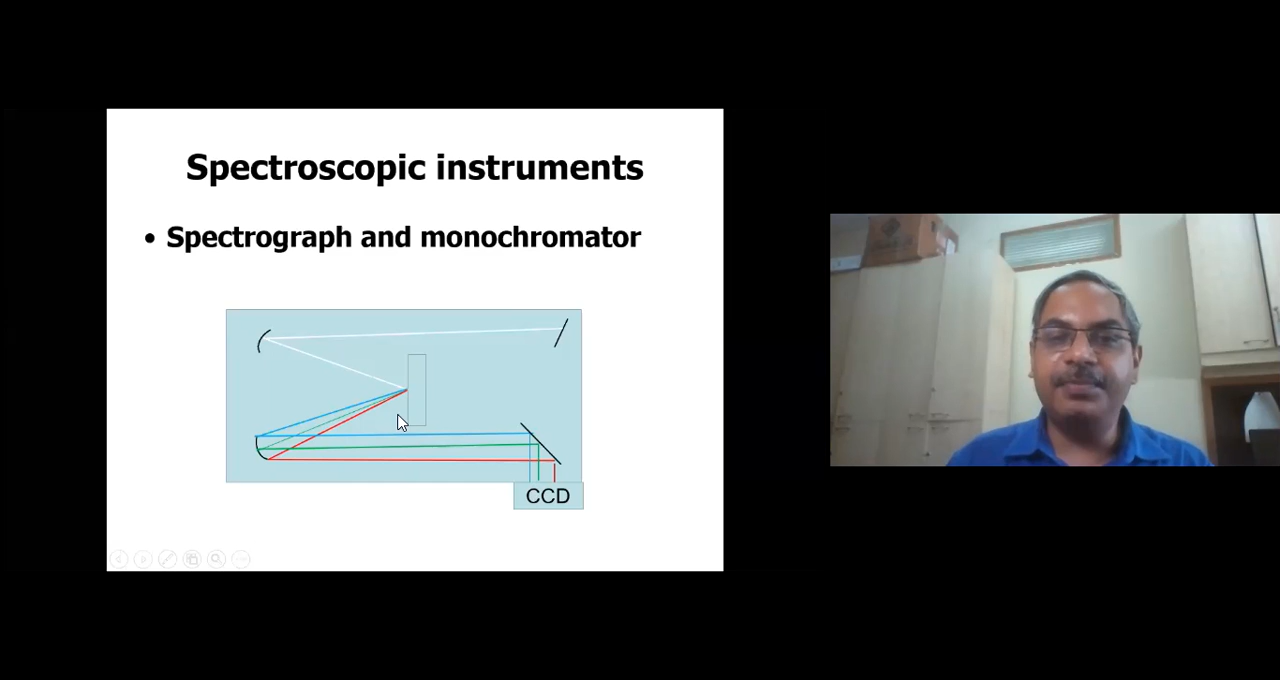 Spectroscopic instruments
• Spectrograph and monochromator
CCD